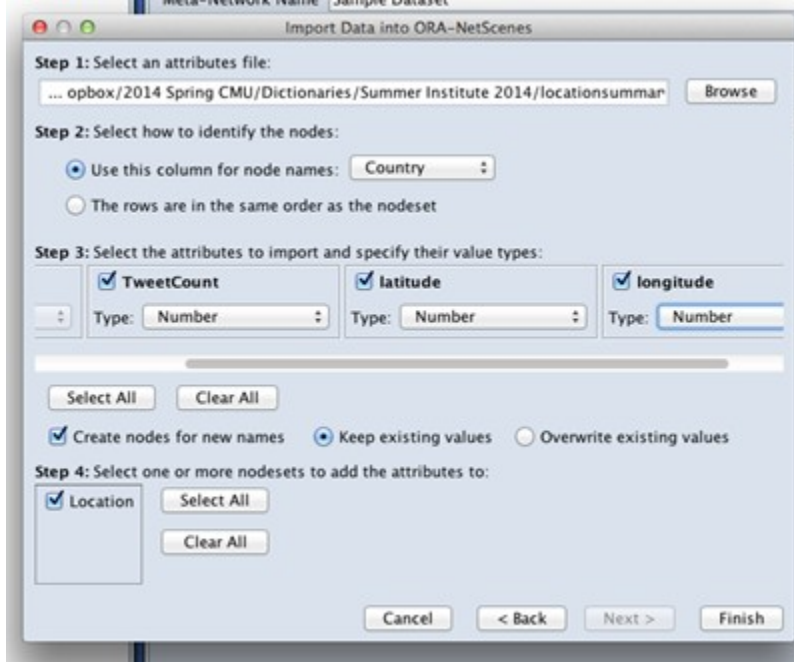 Meta-Network Name Sample Dataset
Import Data into ORA-NetScenes
Step 1: Select an attributes file:
... opbox/2014 Spring CMU/Dictionaries/Summer Institute 2014/locationsummar Browse
Step 2: Select how to identify the nodes:
Use this column for node names: Country
The rows are in the same order as the nodeset
Step 3: Select the attributes to import and specify their value types:
TweetCount latitude longitude
Type: Number Type: Number Type: Number
Select All Clear All
Create nodes for new names Keep existing values Overwrite existing values
Step 4: Select one or more nodesets to add the attributes to:
Location Select All
Clear All
Cancel < Back Next > Finish